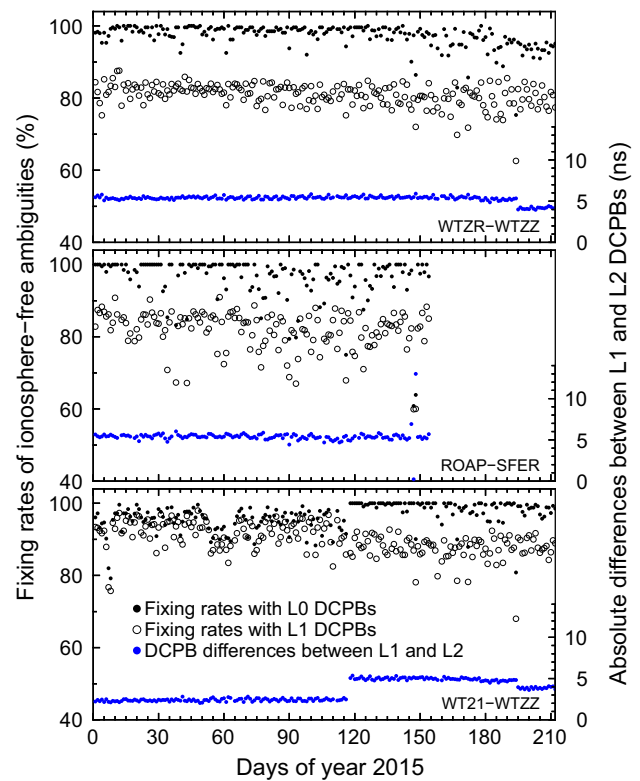 Fixing rates of ionosphere−free ambiguities (%)
Absolute differences between L1 and L2 DCPBs (ns)
100
80
60
40
10
5
0
WTZR−WTZZ
100
80
60
40
10
5
0
ROAP−SFER
100
80
60
40
10
5
0
Fixing rates with L0 DCPBs
Fixing rates with L1 DCPBs
DCPB differences between L1 and L2
WT21−WTZZ
0 30 60 90 120 150 180 210
Days of year 2015